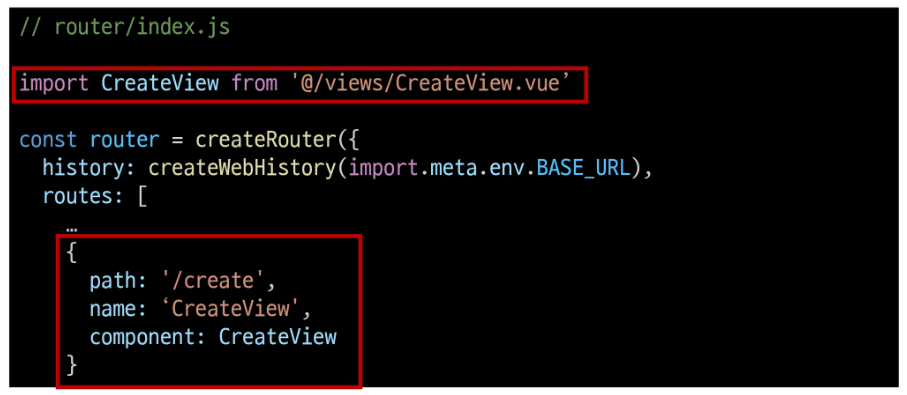 // router/index.js
import CreateView from '@/views/CreateView.vue’
const router = createRouter({
history: createWebHistory(import.meta.env.BASE_URL),
routes: [
…
{
path: '/create',
name: ‘CreateView',
component: CreateView
}